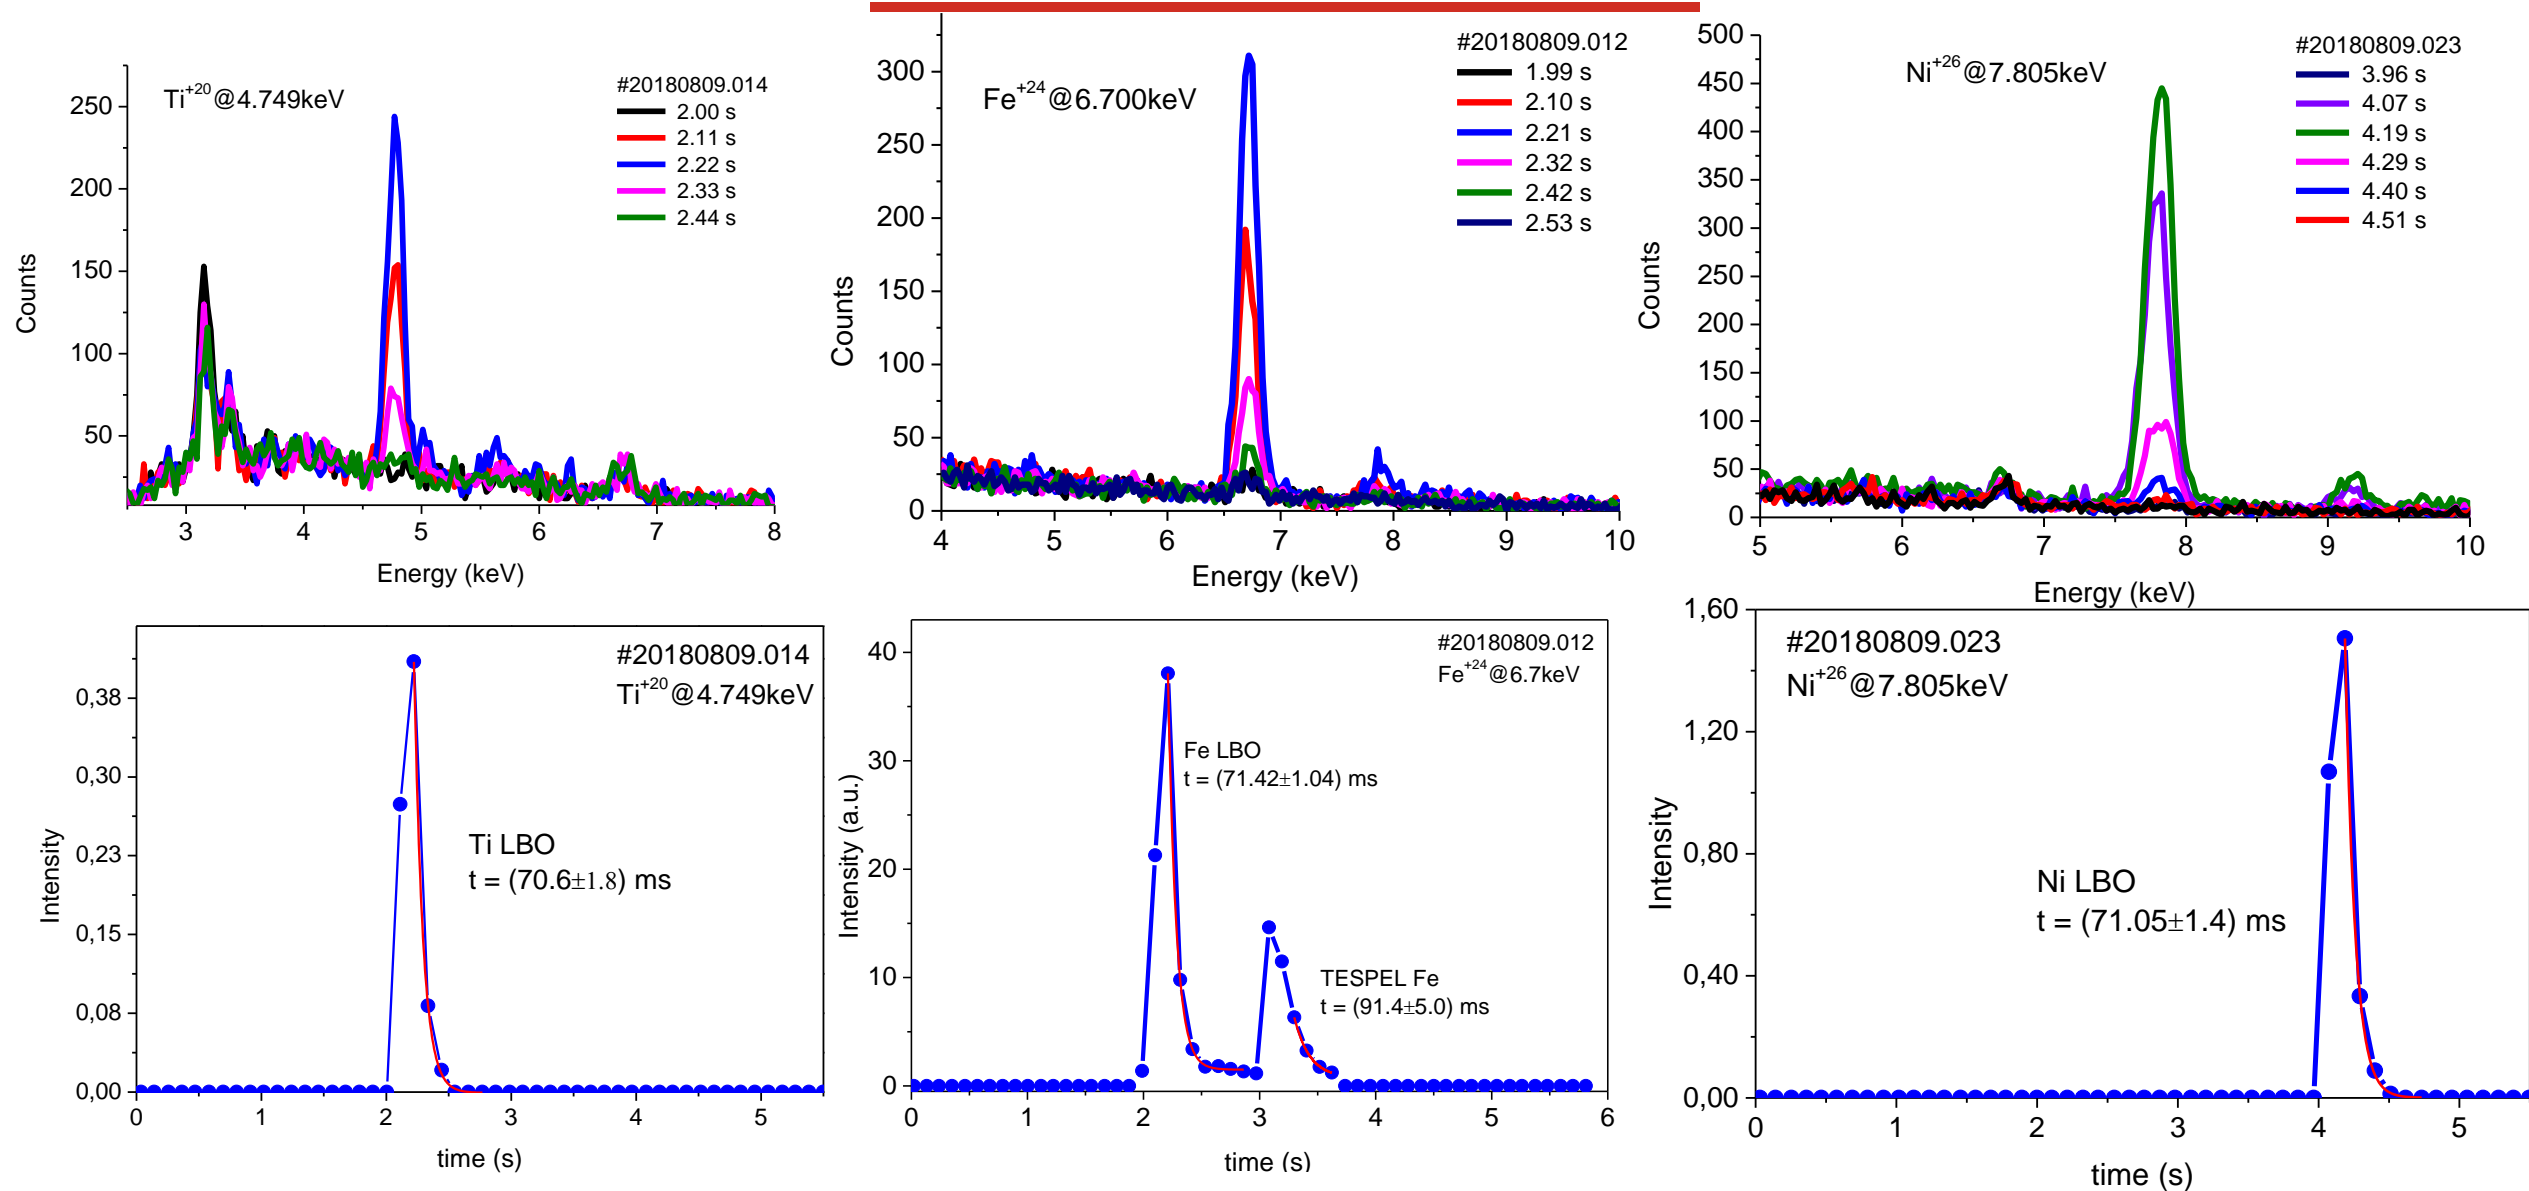 Ti+20@4.749keV
#20180809.014
2.00 s
2.11 s
2.22 s
2.33 s
2.44 s
250
200
150
100
50
Counts
3 4 5 6 7 8
Energy (keV)
Fe+24@6.700keV
#20180809.012
1.99 s
2.10 s
2.21 s
2.32 s
2.42 s
2.53 s
300
250
200
150
100
50
0
Counts
4 5 6 7 8 9 10
Energy (keV)
Ni+26@7.805keV
#20180809.023
3.96 s
4.07 s
4.19 s
4.29 s
4.40 s
4.51 s
500
450
400
350
300
250
200
150
100
50
0
Counts
5 6 7 8 9 10
Energy (keV)
#20180809.014
Ti+20@4.749keV
Ti LBO
t = (70.6±1.8) ms
0,38
0,30
0,23
0,15
0,08
0,00
Intensity
0 1 2 3 4 5
time (s)
#20180809.012
Fe+24@6.7keV
Fe LBO
t = (71.42±1.04) ms
TESPEL Fe
t = (91.4±5.0) ms
40
30
20
10
0
Intensity (a.u.)
0 1 2 3 4 5 6
time (s)
#20180809.023
Ni+26@7.805keV
Ni LBO
t = (71.05±1.4) ms
1,60
1,20
0,80
0,40
0,00
Intensity
0 1 2 3 4 5
time (s)